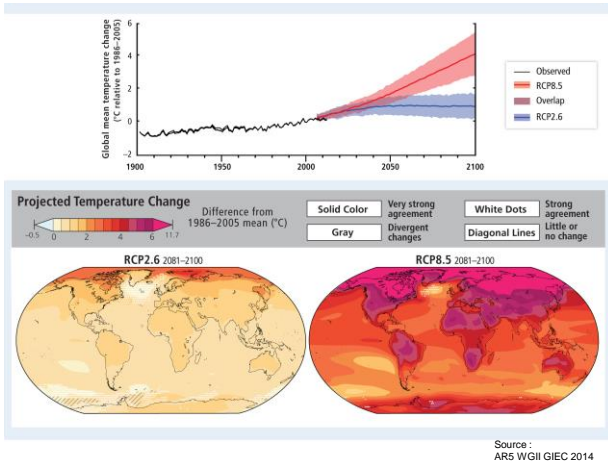 Global mean temperature change
(°C relative to 1986–2005)
6
4
2
0
−2
1900
1950
2000
2050
2100
Observed
RCP8.5
Overlap
RCP2.6
Projected Temperature Change
−0.5 0 2 4 6 11.7
Difference from
1986–2005 mean (°C)
Solid Color
Very strong
agreement
White Dots
Strong
agreement
Gray
Divergent
changes
Diagonal Lines
Little or
no change
RCP2.6 2081–2100
RCP8.5 2081–2100
Source :
AR5 WGII GIEC 2014